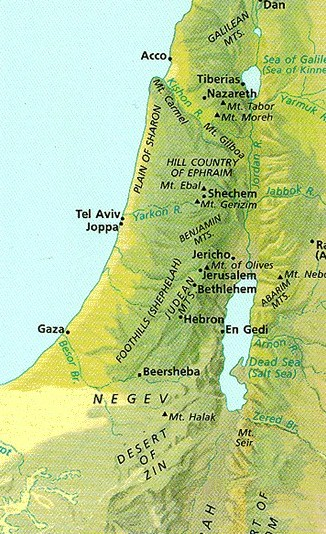 Dan
GALILEAN
MTS.
Acco
Sea of Galil
(Sea of Kinne
Tiberias
Kishon R.
Nazareth
Mt. Carmel
Mt. Tabor
Mt. Moreh
Yarmuk R
Mt. Gilboa
PLAIN OF SHARON
Jordan R.
HILL COUNTRY
OF EPHRAIM
Mt. Ebal
Shechem
Jabbok R.
Mt. Gerizim
Tel Aviv
Yarkon R.
Joppa
BENJAMIN
MTS.
Jericho
Ra
(A
Mt. of Olives
Jerusalem
Mt. Nebo
Bethlehem
FOOTHILLS (SHEPHELAH)
JUDEAN
MTS.
ABARIM
MTS.
Hebron
Gaza
En Gedi
Besor Br.
Arnon R.
Dead Sea
(Salt Sea)
Beersheba
NEGEV
Mt. Halak
Zered Br.
DESERT
OF
ZIN
Mt.
Seir